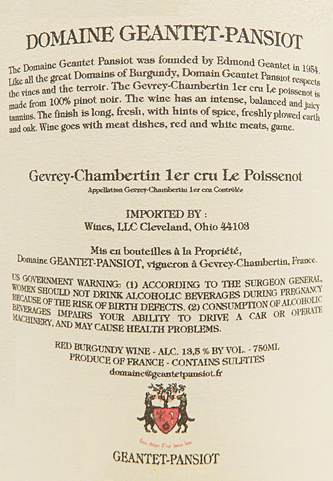 DOMAINE GEANTET-PANSIOT
The Domaine Geantet Pansiot was founded by Edmond Geantet in 1954.
Like all the great Domains of Burgundy, Domain Geantet Pansiot respects
the vines and the terroir. The Gevrey-Chambertin 1er cru Le poissenot is
made from 100% pinot noir. The wine has an intense, balanced and juicy
tannins. The finish is long, fresh, with hints of spice, freshly plowed earth
and oak. Wine goes with meat dishes, red and white meats, game.
Gevrey-Chambertin 1er cru Le Poissenot
Appellation Gevrey-Chambertin 1er cru Contrôlée
IMPORTED BY :
Wines, LLC Cleveland, Ohio 44103
Mis en bouteilles à la Propriété,
Domaine GEANTET-PANSIOT, vigneron à Gevrey-Chambertin, France.
US GOVERNMENT WARNING: (1) ACCORDING TO THE SURGEON GENERAL,
WOMEN SHOULD NOT DRINK ALCOHOLIC BEVERAGES DURING PREGNANCY
BECAUSE OF THE RISK OF BIRTH DEFECTS. (2) CONSUMPTION OF ALCOHOLIC
BEVERAGES IMPAIRS YOUR ABILITY TO DRIVE A CAR OR OPERATE
MACHINERY, AND MAY CAUSE HEALTH PROBLEMS.
RED BURGUNDY WINE - ALC. 13,5 % BY VOL. - 750ML
PRODUCE OF FRANCE - CONTAINS SULFITES
domaine@geantetpansiot.fr
GEANTET-PANSIOT